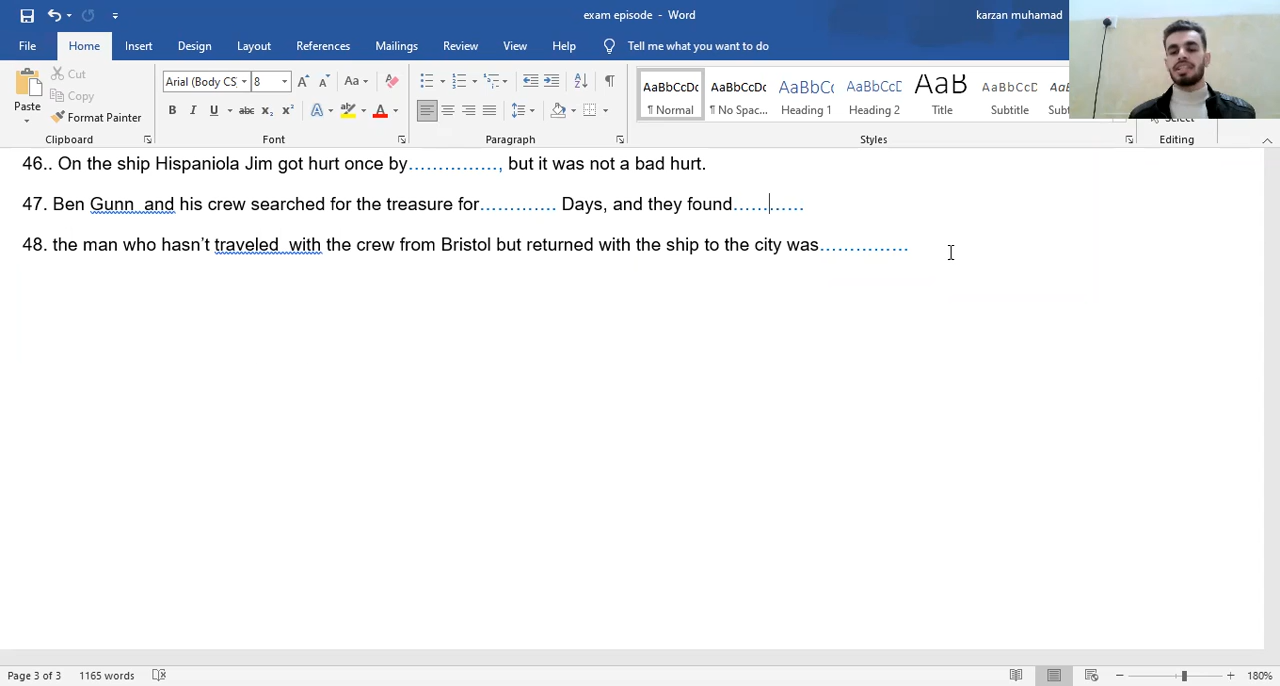 exam episode - Word
karzan muhamad
File Home Insert Design Layout References Mailings Review View Help Tell me what you want to do
Paste
Cut
Copy
Format Painter
Clipboard
Arial (Body CS 8
Font
Paragraph
AaBbCcDc
¶ Normal
AaBbCcDc
¶ No Spac...
AaBbCc
Heading 1
AaBbCcC
Heading 2
AaB
Title
AaBbCcD
Subtitle
Styles
Editing
46.. On the ship Hispaniola Jim got hurt once by……………, but it was not a bad hurt.
47. Ben Gunn  and his crew searched for the treasure for…………. Days, and they found…………
48. the man who hasn’t traveled  with the crew from Bristol but returned with the ship to the city was……………
Page 3 of 3 1165 words
180%